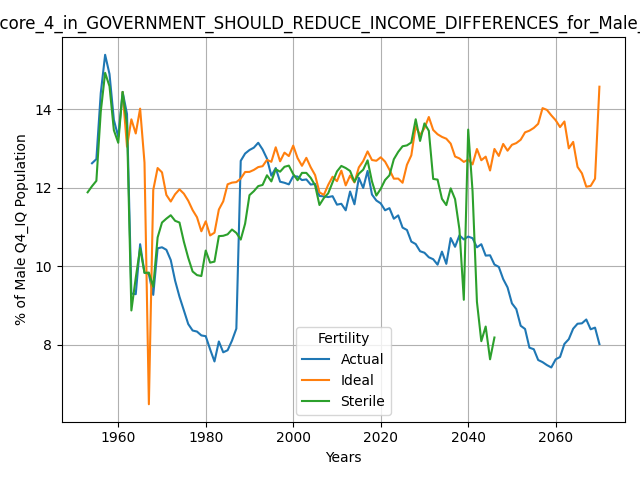 core_4_in_GOVERNMENT_SHOULD_REDUCE_INCOME_DIFFERENCES_for_Male_
% of Male Q4_IQ Population
14
12
10
8
Fertility
Actual
Ideal
Sterile
1960 1980 2000 2020 2040 2060
Years